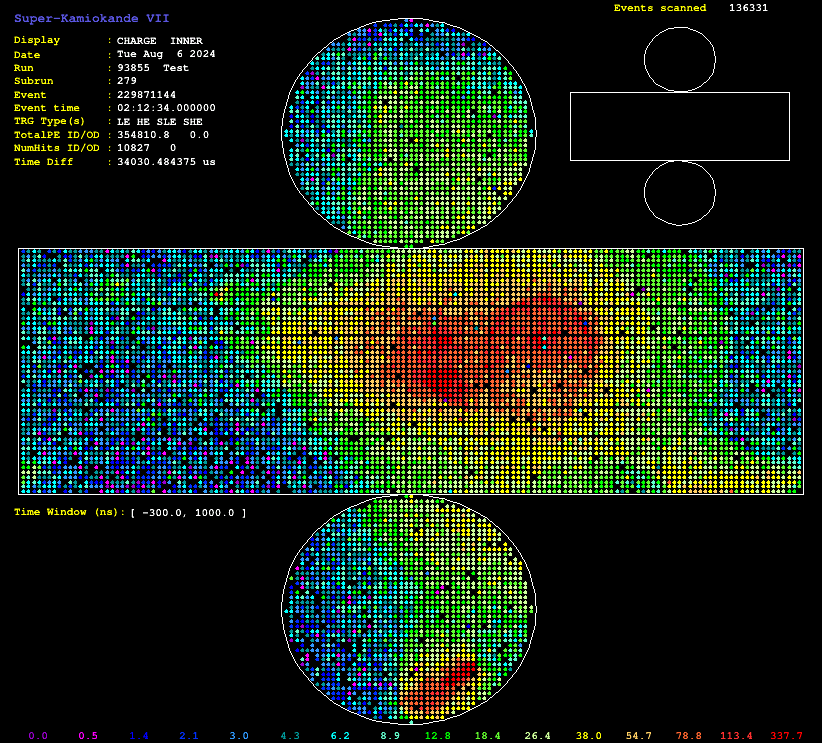 Super-Kamiokande VII
Events scanned 136331
Display : CHARGE INNER
Date : Tue Aug 6 2024
Run : 93855 Test
Subrun : 279
Event : 229871144
Event time : 02:12:34.000000
TRG Type(s) : LE HE SLE SHE
TotalPE ID/OD : 354810.8 0.0
NumHits ID/OD : 10827 0
Time Diff : 34030.484375 us
Time Window (ns): [ -300.0, 1000.0 ]
0.0 0.5 1.4 2.1 3.0 4.3 6.2 8.9 12.8 18.4 26.4 38.0 54.7 78.8 113.4 337.7